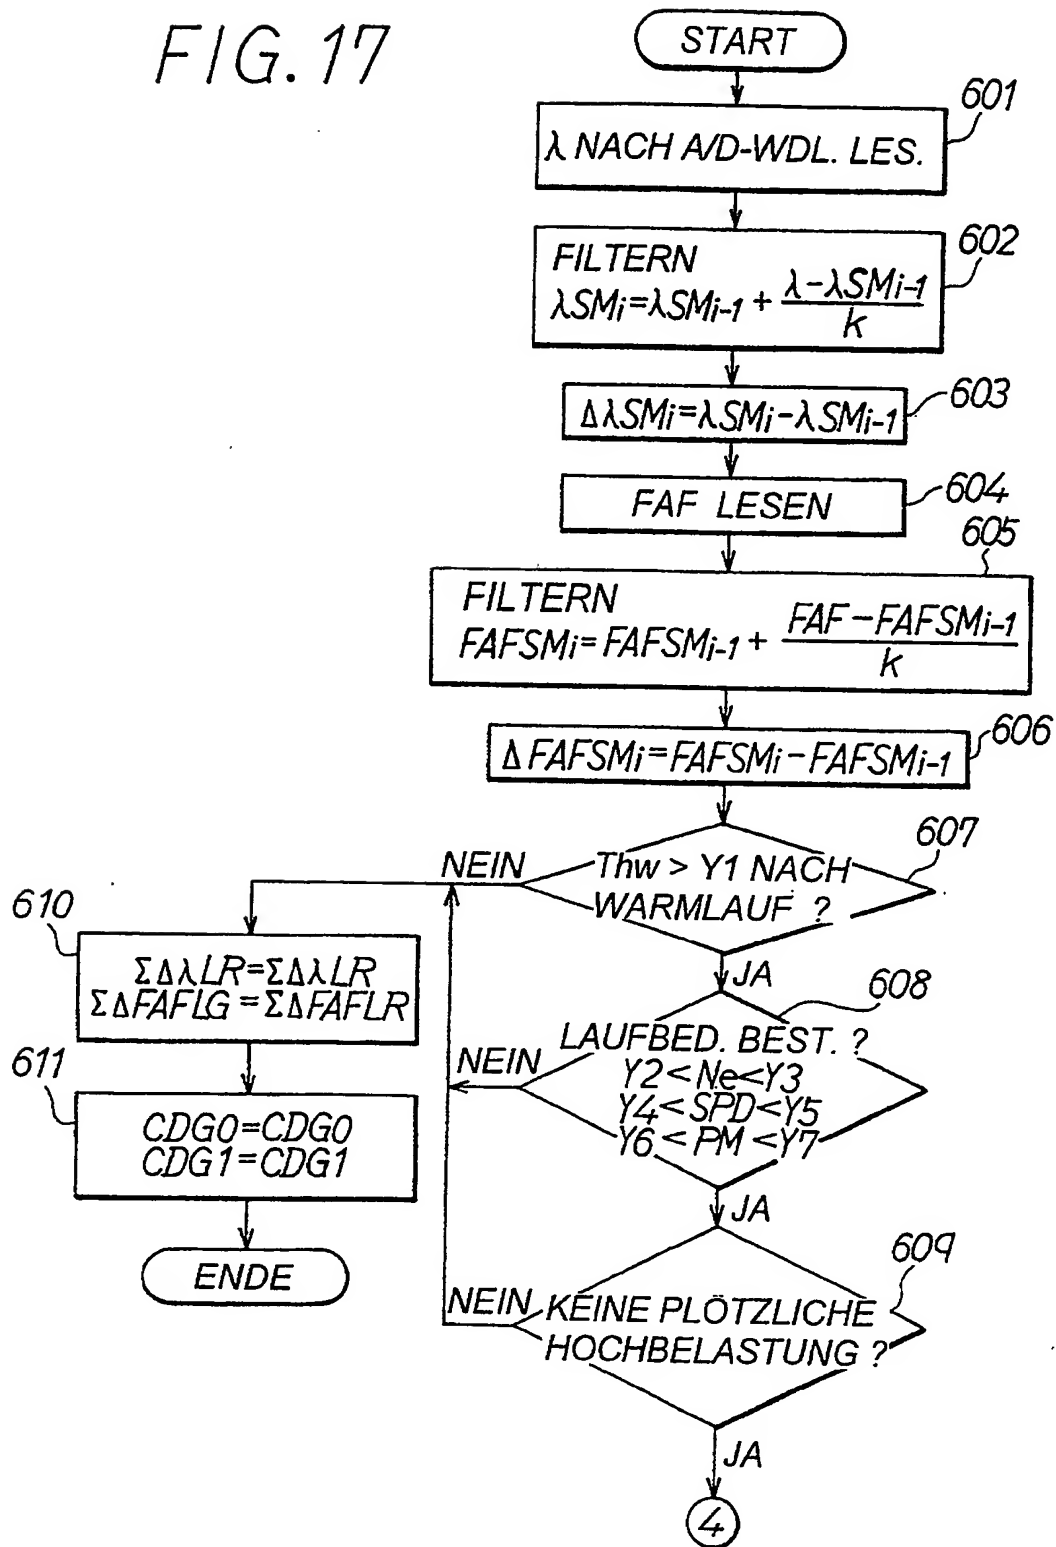 FIG. 17
START
601
λ NACH A/D-WDL. LES.
602
FILTERN
λSMi=λSMi-1 + λ-λSMi-1
k
603
ΔλSMi=λSMi-λSMi-1
604
FAF LESEN
605
FILTERN
FAFSMi=FAFSMi-1 + FAF-FAFSMi-1
k
606
ΔFAFSMi=FAFSMi-FAFSMi-1
607
NEIN
Thw > Y1 NACH
WARMLAUF ?
JA
610
ΣΔλLR=ΣΔλLR
ΣΔFAFLG=ΣΔFAFLR
608
NEIN
LAUFBED. BEST. ?
Y2<Ne<Y3
Y4<SPD<Y5
Y6<PM<Y7
JA
611
CDG0=CDG0
CDG1=CDG1
ENDE
609
NEIN
KEINE PLÖTZLICHE
HOCHBELASTUNG ?
JA
4